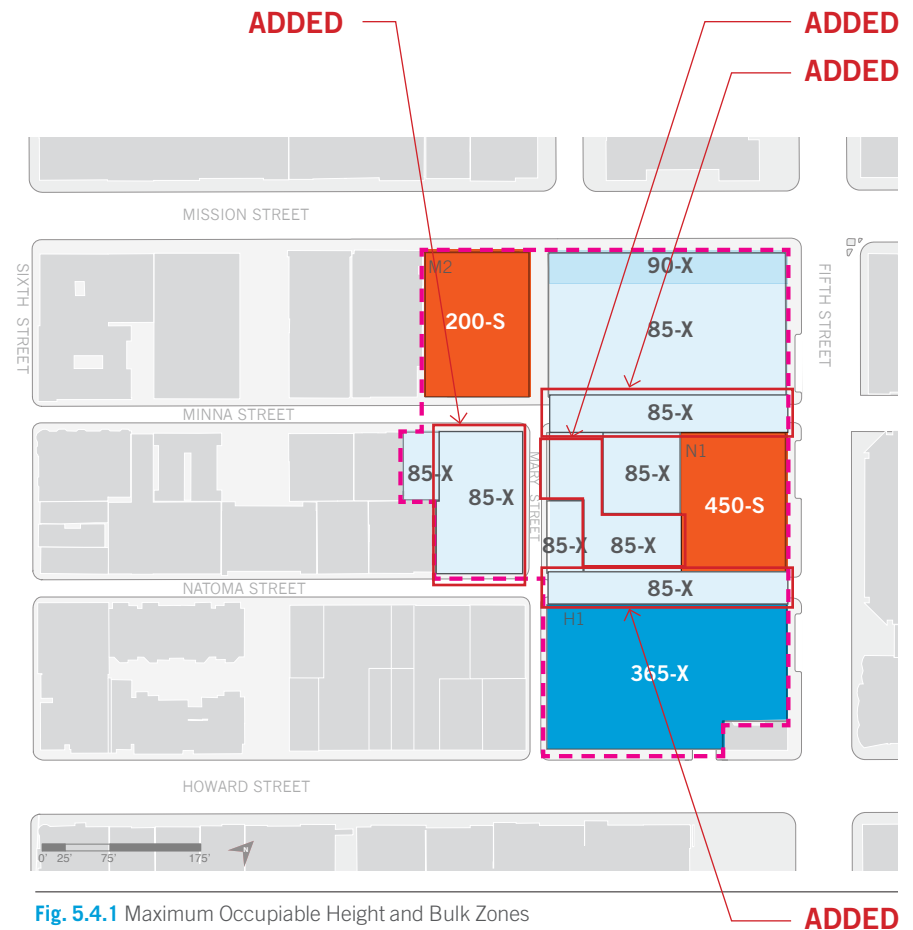 ADDED
ADDED
ADDED
MISSION STREET
SIXTH STREET
M2
90-X
FIFTH STREET
200-S
85-X
MINNA STREET
85-X
MARY STREET
N1
85-X
85-X
85-X
450-S
85-X
85-X
NATOMA STREET
85-X
H1
365-X
HOWARD STREET
0' 25' 75' 175'
N
Fig. 5.4.1 Maximum Occupiable Height and Bulk Zones
ADDED